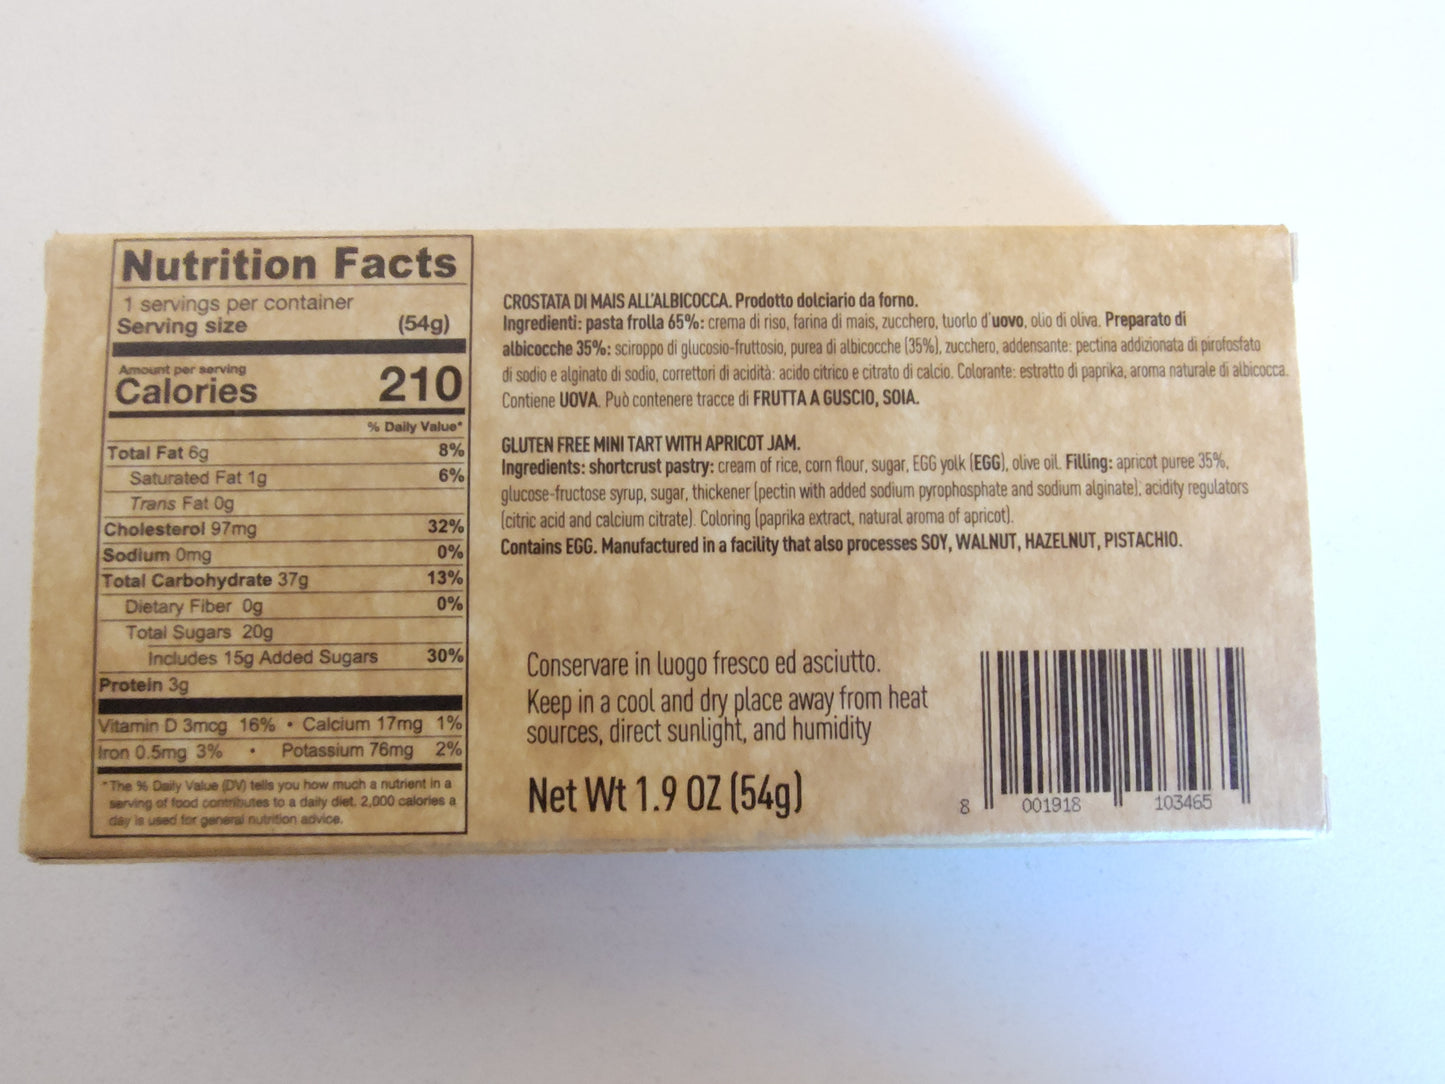 Nutrition Facts
1 servings per container
Serving size (54g)
Amount per serving
Calories 210
% Daily Value*
Total Fat 6g 8%
Saturated Fat 1g 6%
Trans Fat 0g
Cholesterol 97mg 32%
Sodium 0mg 0%
Total Carbohydrate 37g 13%
Dietary Fiber 0g 0%
Total Sugars 20g
Includes 15g Added Sugars 30%
Protein 3g
Vitamin D 3mcg 16% • Calcium 17mg 1%
Iron 0.5mg 3% • Potassium 76mg 2%
*The % Daily Value (DV) tells you how much a nutrient in a
serving of food contributes to a daily diet. 2,000 calories a
day is used for general nutrition advice.
CROSTATA DI MAIS ALL'ALBICOCCA. Prodotto dolciario da forno.
Ingredienti: pasta frolla 65%: crema di riso, farina di mais, zucchero, tuorlo d'uovo, olio di oliva. Preparato di
albicocche 35%: sciroppo di glucosio-fruttosio, purea di albicocche (35%), zucchero, addensante: pectina addizionata di pirofosfato
di sodio e alginato di sodio, correttori di acidità: acido citrico e citrato di calcio. Colorante: estratto di paprika, aroma naturale di albicocca.
Contiene UOVA. Può contenere tracce di FRUTTA A GUSCIO, SOIA.
GLUTEN FREE MINI TART WITH APRICOT JAM.
Ingredients: shortcrust pastry: cream of rice, corn flour, sugar, EGG yolk (EGG), olive oil. Filling: apricot puree 35%,
glucose-fructose syrup, sugar, thickener (pectin with added sodium pyrophosphate and sodium alginate), acidity regulators
(citric acid and calcium citrate). Coloring (paprika extract, natural aroma of apricot).
Contains EGG. Manufactured in a facility that also processes SOY, WALNUT, HAZELNUT, PISTACHIO.
Conservare in luogo fresco ed asciutto.
Keep in a cool and dry place away from heat
sources, direct sunlight, and humidity
Net Wt 1.9 OZ (54g)
8 001918 103465